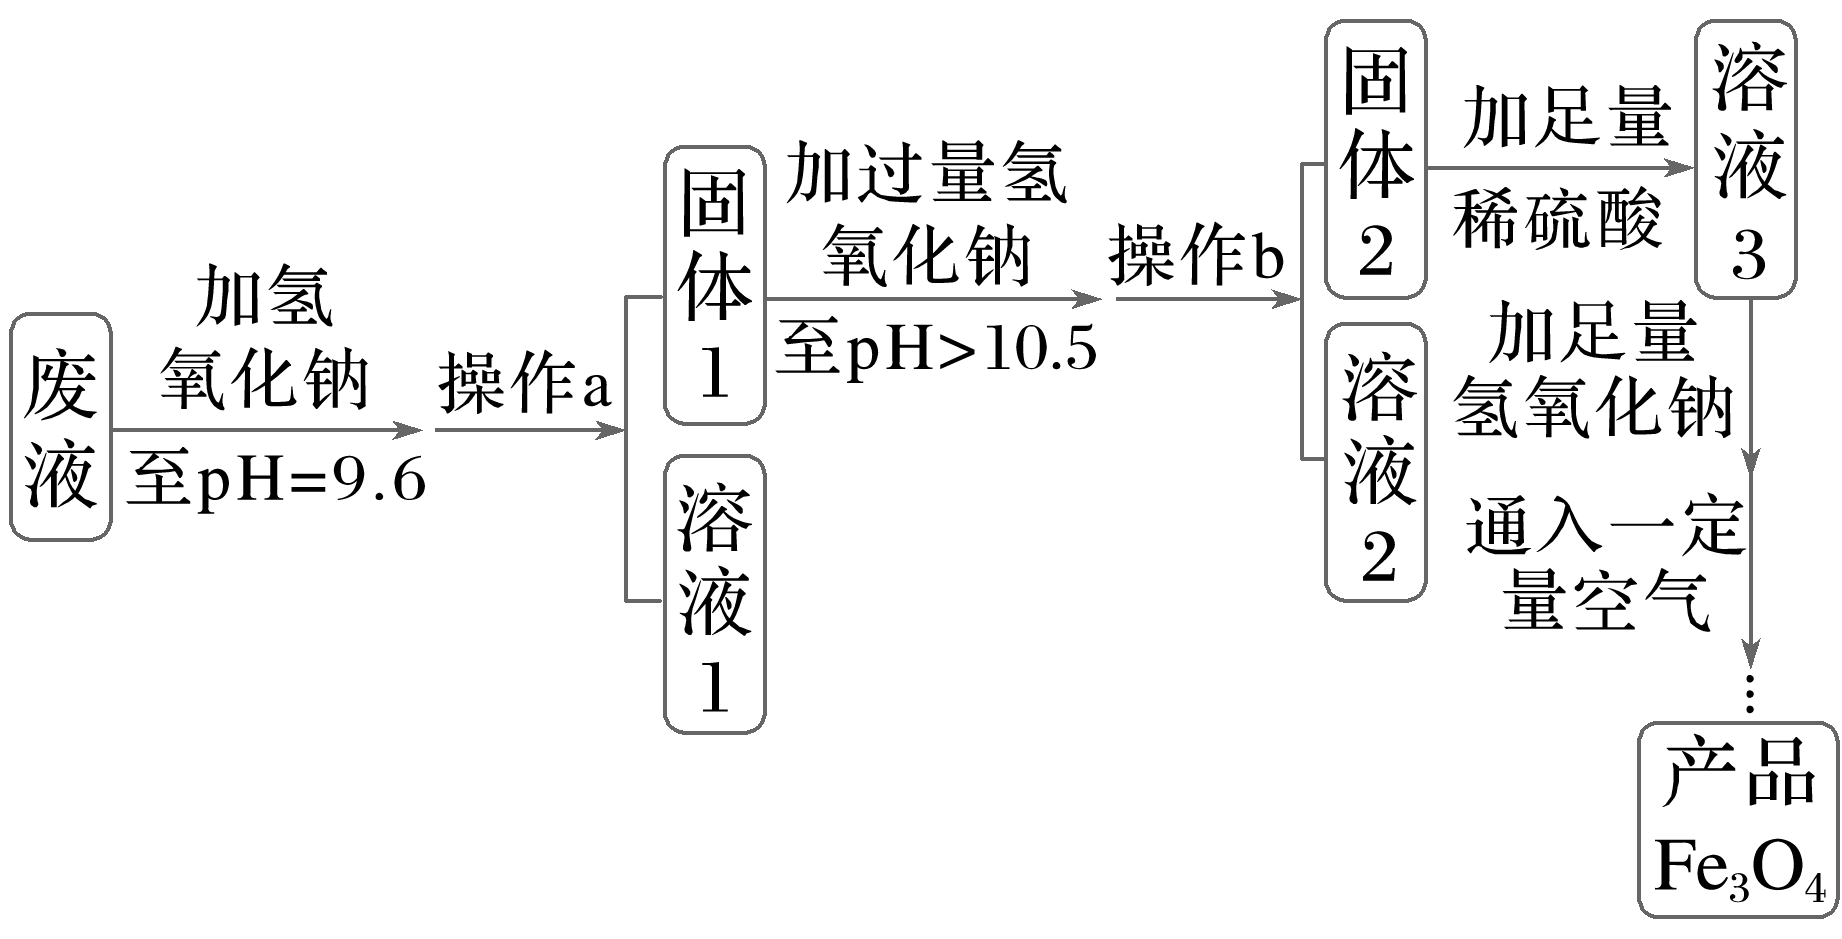 废液
加氢
氧化钠
至pH=9.6
操作a
固体1
溶液1
加过量氢
氧化钠
至pH>10.5
操作b
固体2
溶液2
加足量
稀硫酸
溶液3
加足量
氢氧化钠
通入一定
量空气
…
产品
Fe₃O₄